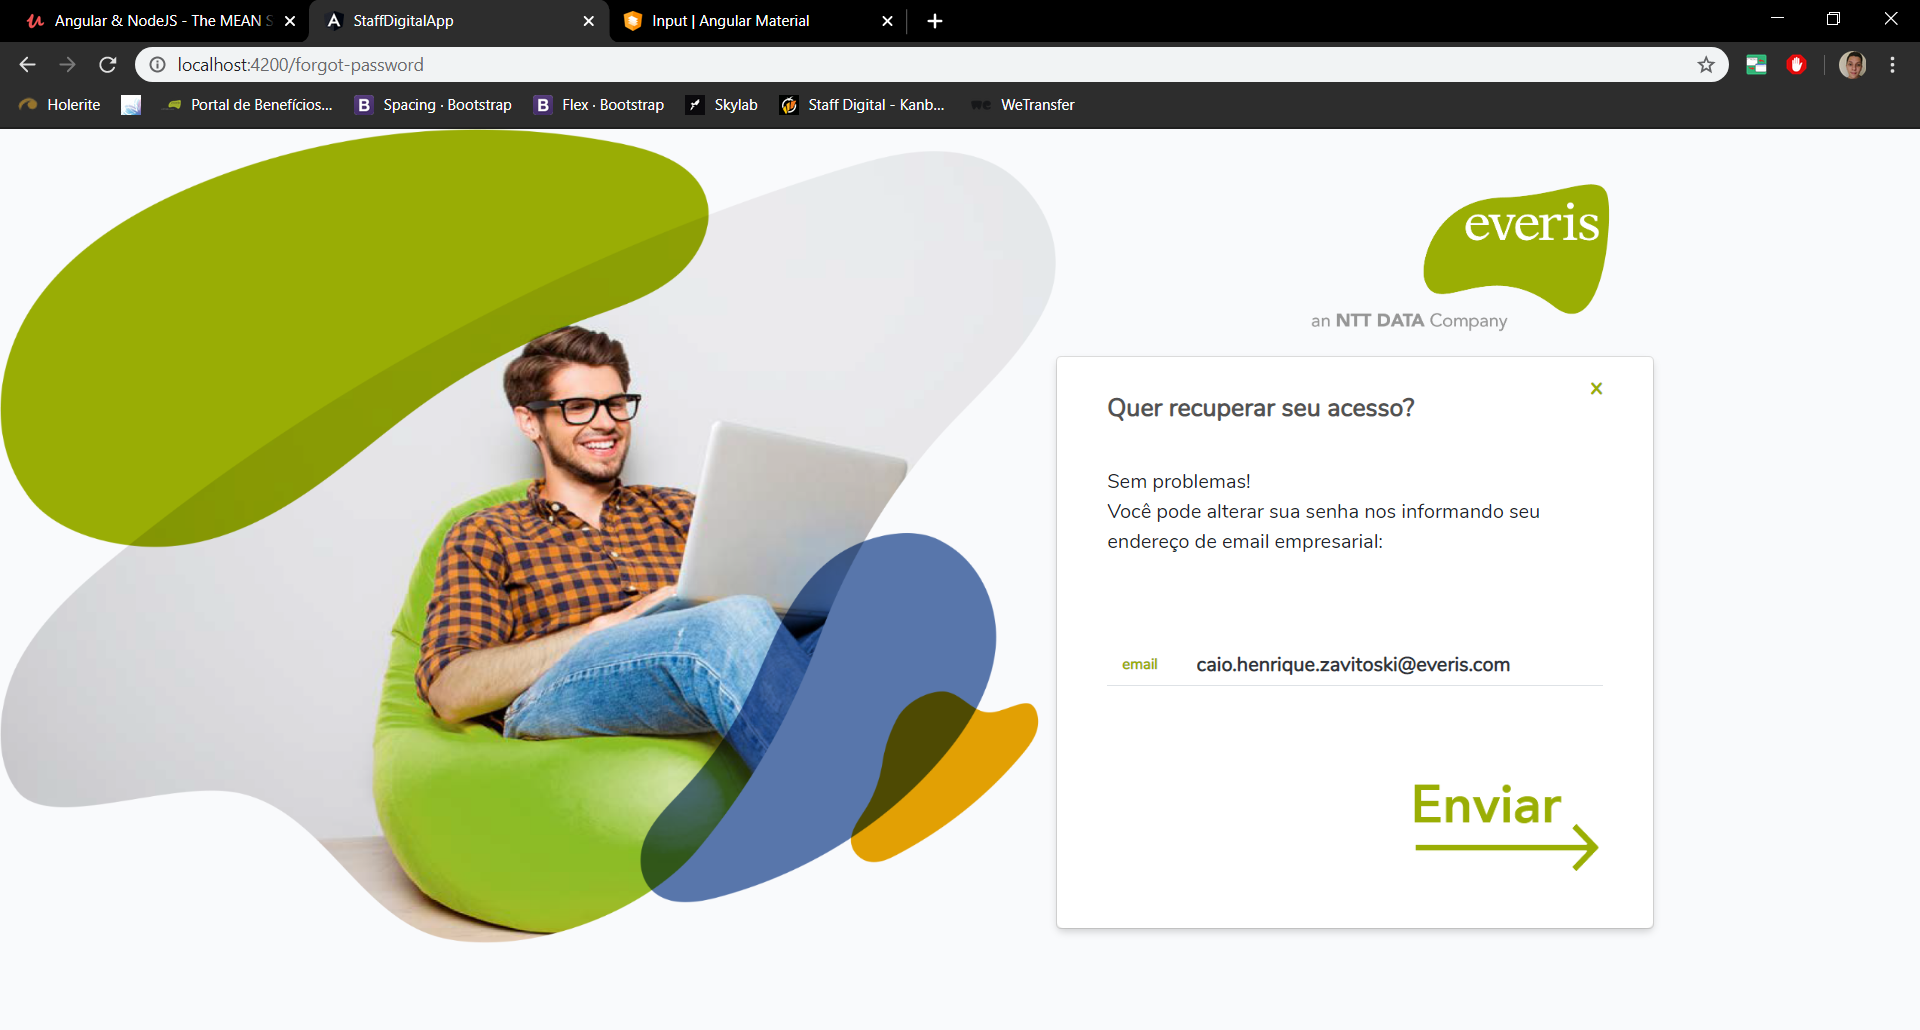 Angular & NodeJS - The MEAN S
StaffDigitalApp
Input | Angular Material
localhost:4200/forgot-password
Holerite
Portal de Benefícios...
B Spacing · Bootstrap
B Flex · Bootstrap
Skylab
Staff Digital - Kanb...
we WeTransfer
everis
an NTT DATA Company
Quer recuperar seu acesso?
Sem problemas!
Você pode alterar sua senha nos informando seu
endereço de email empresarial:
email caio.henrique.zavitoski@everis.com
Enviar